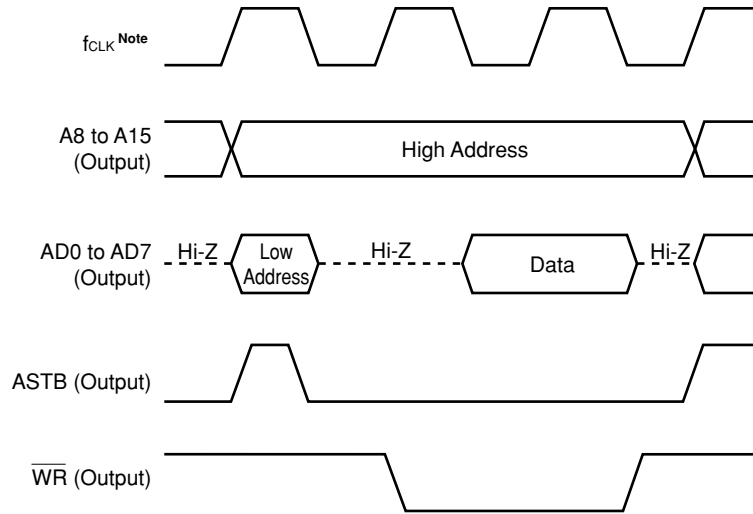 fCLK Note
A8 to A15
(Output)
High Address
AD0 to AD7
(Output)
Hi-Z
Low
Address
Hi-Z
Data
Hi-Z
ASTB (Output)
WR (Output)